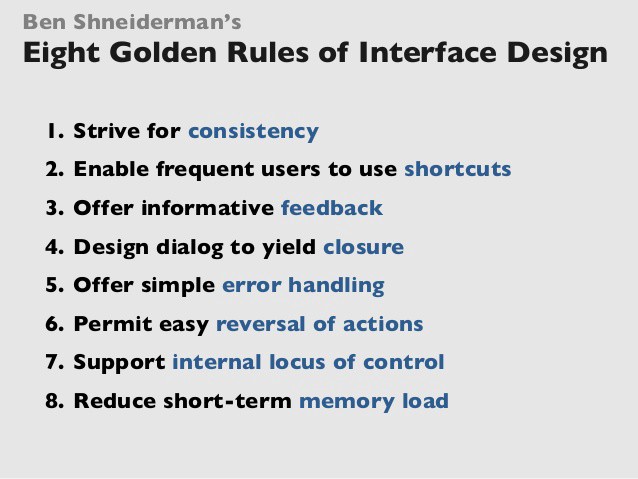 Ben Shneiderman’s
Eight Golden Rules of Interface Design
1. Strive for consistency
2. Enable frequent users to use shortcuts
3. Offer informative feedback
4. Design dialog to yield closure
5. Offer simple error handling
6. Permit easy reversal of actions
7. Support internal locus of control
8. Reduce short-term memory load